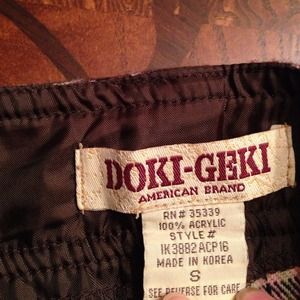 DOKI-GEKI
AMERICAN BRAND
RN# 35339
100% ACRYLIC
STYLE#
IK3882ACP16
MADE IN KOREA
S
SEE REVERSE FOR CARE